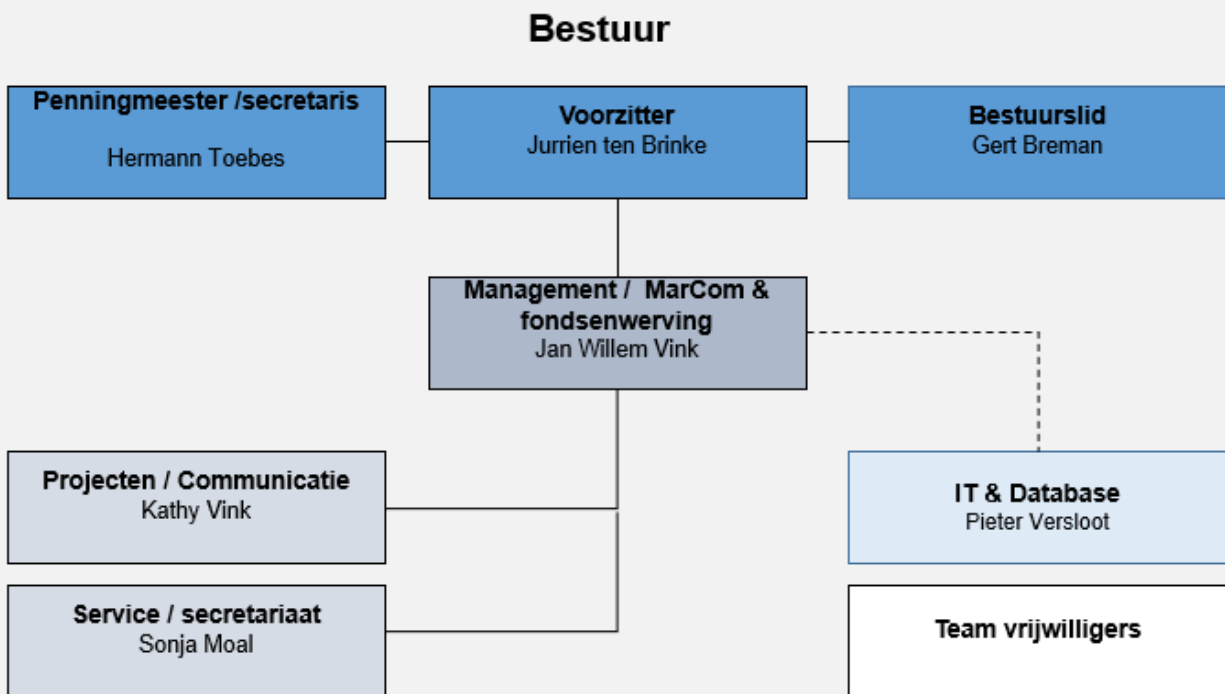 Bestuur
Penningmeester /secretaris
Hermann Toebes
Voorzitter
Jurrien ten Brinke
Bestuurslid
Gert Breman
Management /  MarCom &
fondsenwerving
Jan Willem Vink
Projecten / Communicatie
Kathy Vink
IT & Database
Pieter Versloot
Service / secretariaat
Sonja Moal
Team vrijwilligers